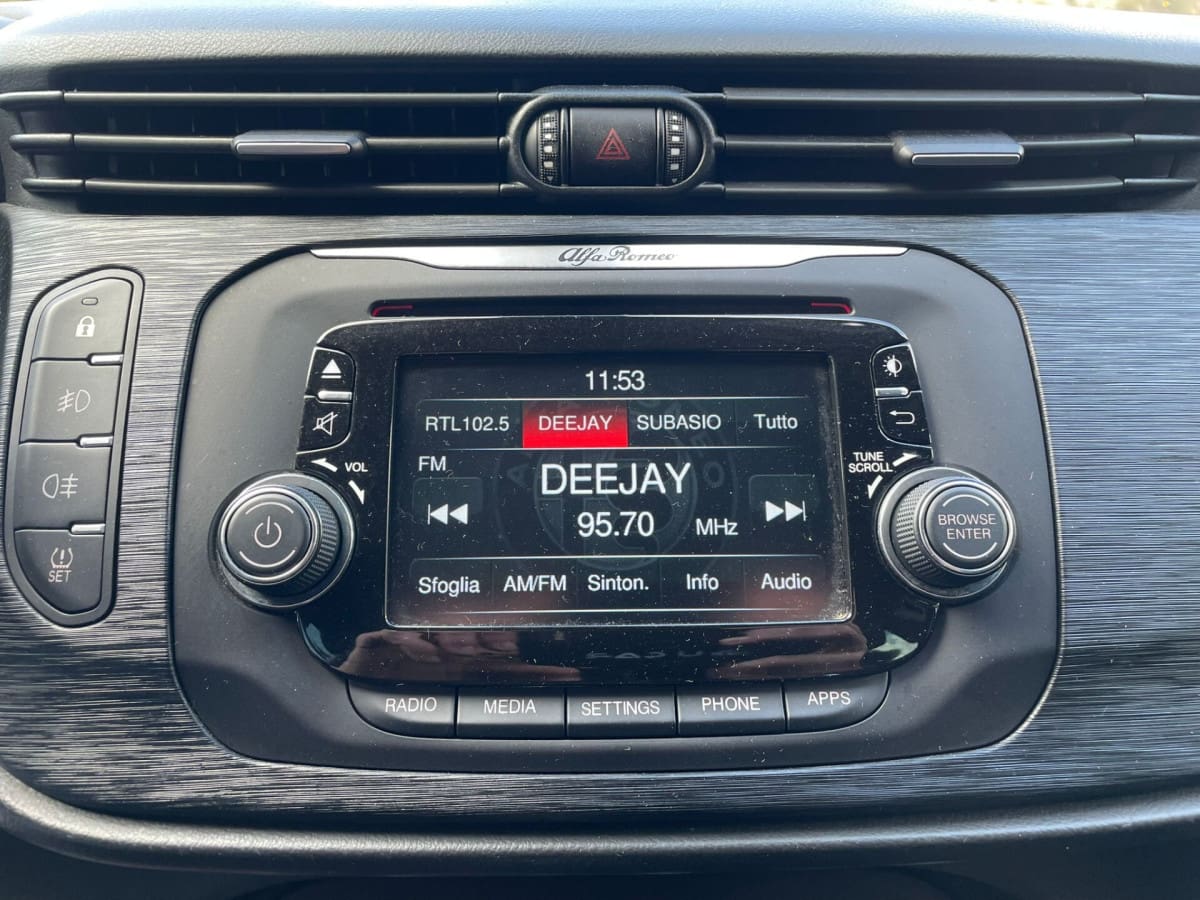 Alfa Romeo
11:53
RTL102.5 DEEJAY SUBASIO Tutto
FM
DEEJAY
95.70 MHz
Sfoglia AM/FM Sinton. Info Audio
VOL
TUNE
SCROLL
BROWSE
ENTER
SET
RADIO MEDIA SETTINGS PHONE APPS